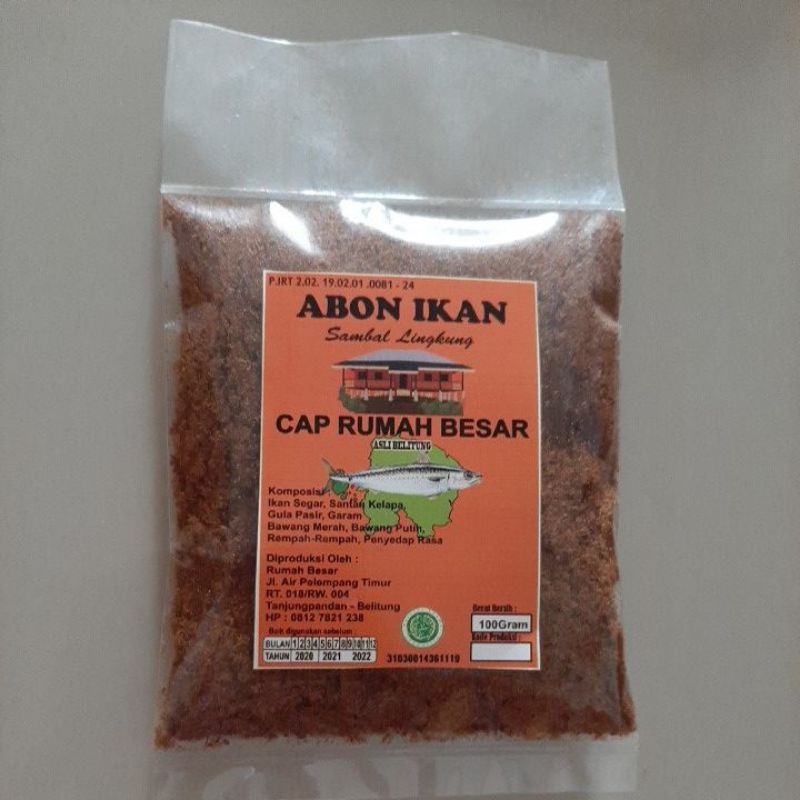 P.IRT 2.02. 19.02.01 .0081 - 24
ABON IKAN
Sambal Lingkung
CAP RUMAH BESAR
ASLI BELITUNG
Komposisi
Ikan Segar, Santan Kelapa,
Gula Pasir, Garam
Bawang Merah, Bawang Putih,
Rempah-Rempah, Penyedap Rasa
Diproduksi Oleh :
Rumah Besar
Jl. Air Pelempang Timur
RT. 018/RW. 004
Tanjungpandan - Belitung
HP : 0812 7821 238
Baik digunakan sebelum :
BULAN 1 2 3 4 5 6 7 8 9 10 11 12
TAHUN 2020 2021 2022
Berat Bersih :
100Gram
Kode Produksi :
31630014361119